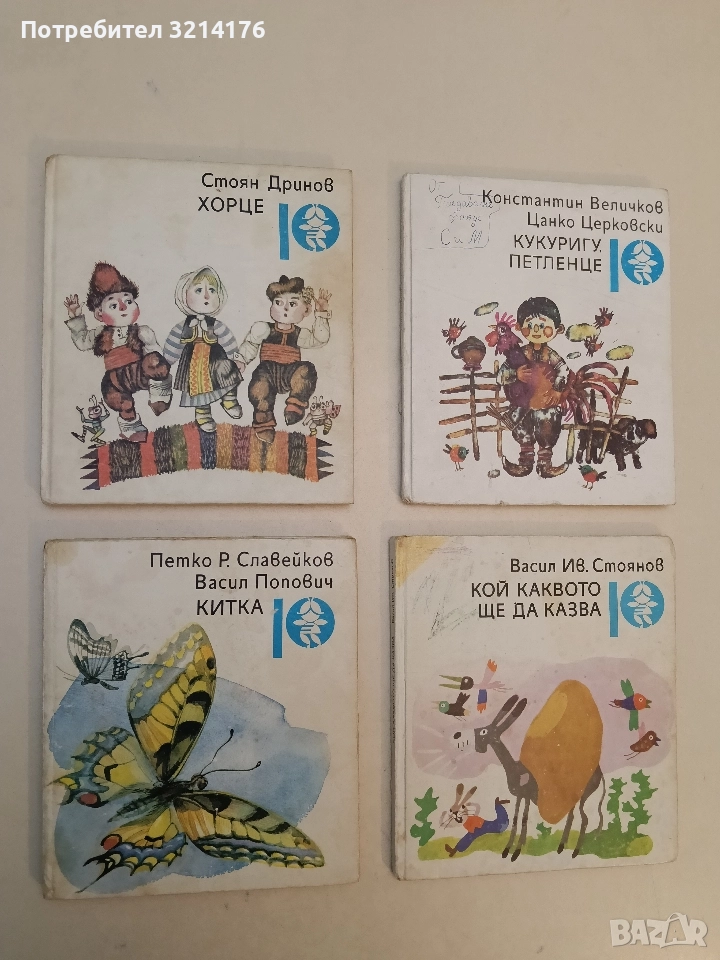 Потребител 3214176
Стоян Дринов
ХОРЦЕ
Константин Величков
Цанко Церковски
КУКУРИГУ,
ПЕТЛЕНЦЕ
Петко Р. Славейков
Васил Попович
КИТКА
Васил Ив. Стоянов
КОЙ КАКВОТО
ЩЕ ДА КАЗВА
BAZAR